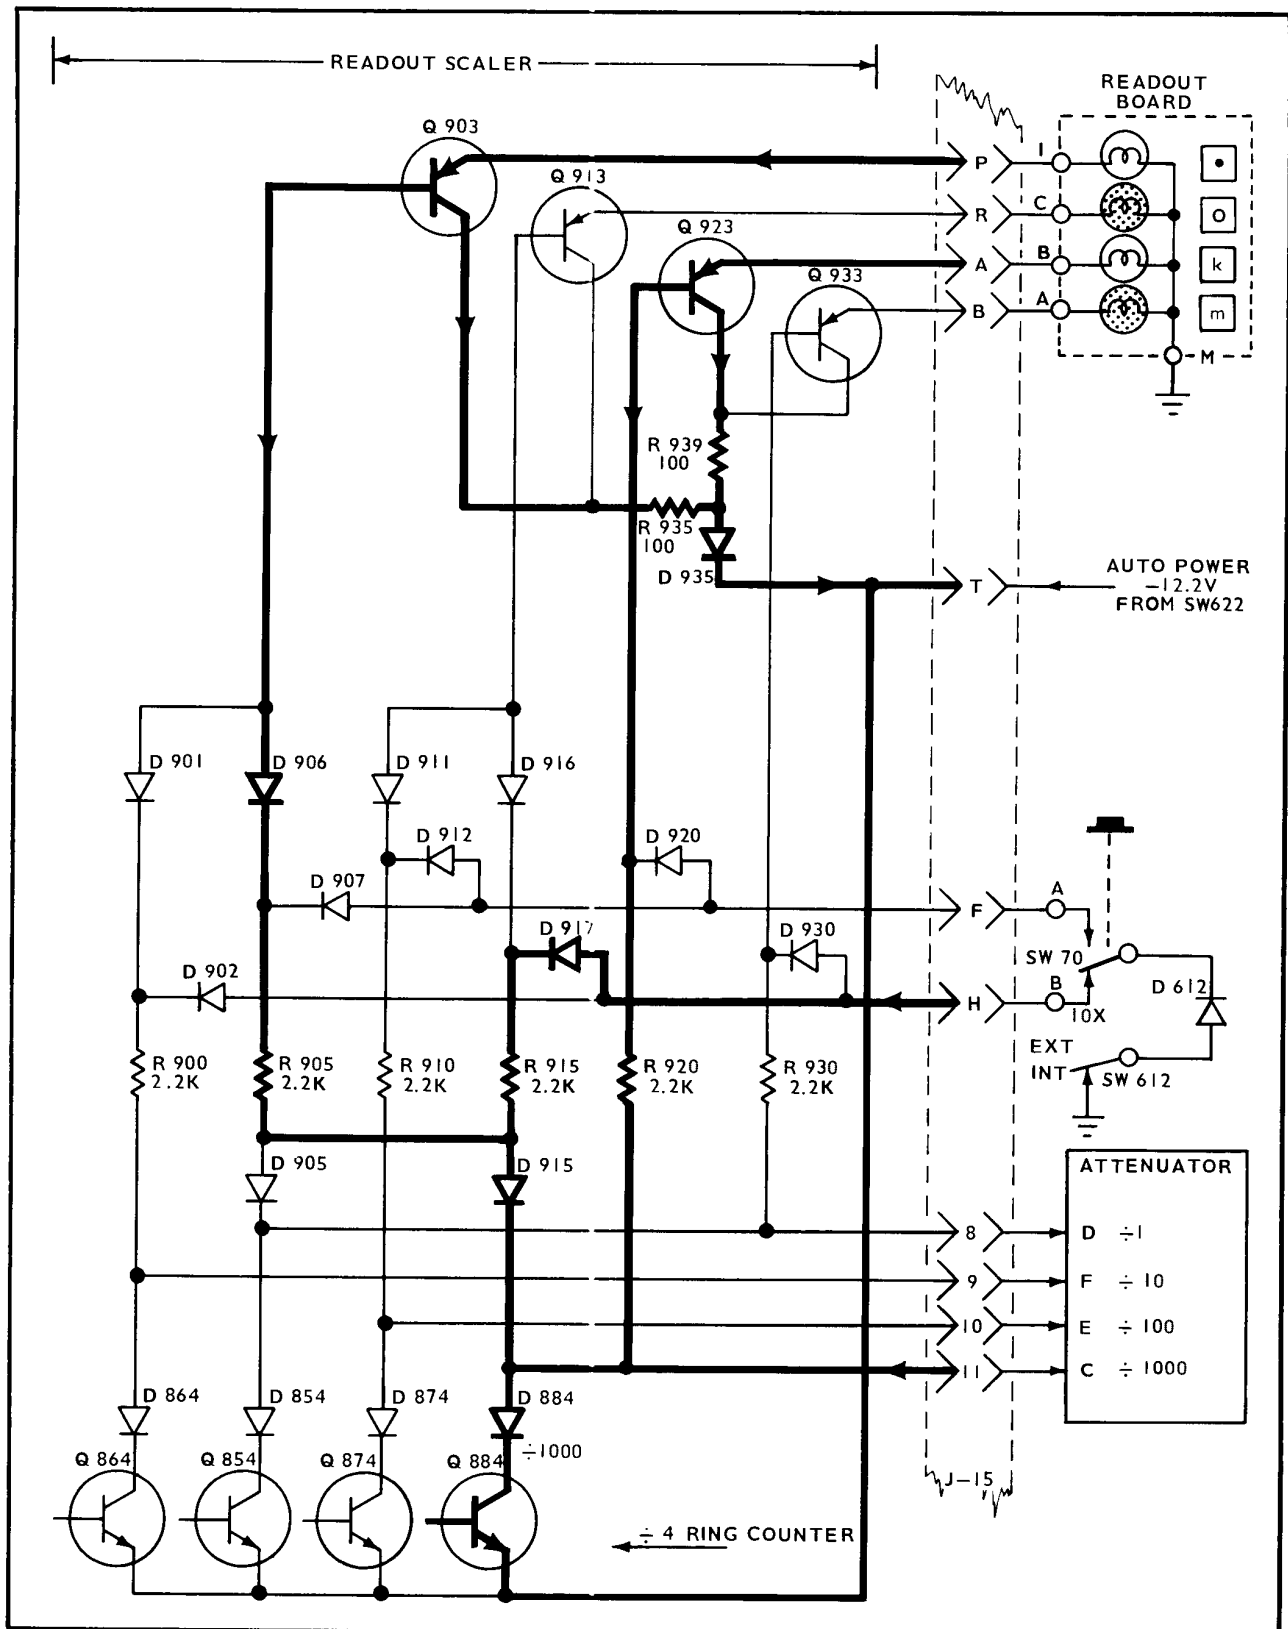 READOUT SCALER
READOUT
BOARD
Q 903
Q 913
Q 923
Q 933
P I •
R C O
A B k
B A m
M
R 939
100
R 935
100
D 935
T
AUTO POWER
-12.2V
FROM SW622
D 901
D 906
D 911
D 916
D 912
D 920
D 907
F A
D 917
D 930
SW 70
D 902
H B
10X
D 612
EXT
INT
SW 612
R 900
2.2K
R 905
2.2K
R 910
2.2K
R 915
2.2K
R 920
2.2K
R 930
2.2K
D 905
D 915
ATTENUATOR
8 D ÷1
9 F ÷ 10
10 E ÷ 100
11 C ÷ 1000
D 864
D 854
D 874
D 884
÷1000
Q 864
Q 854
Q 874
Q 884
J-15
÷ 4 RING COUNTER